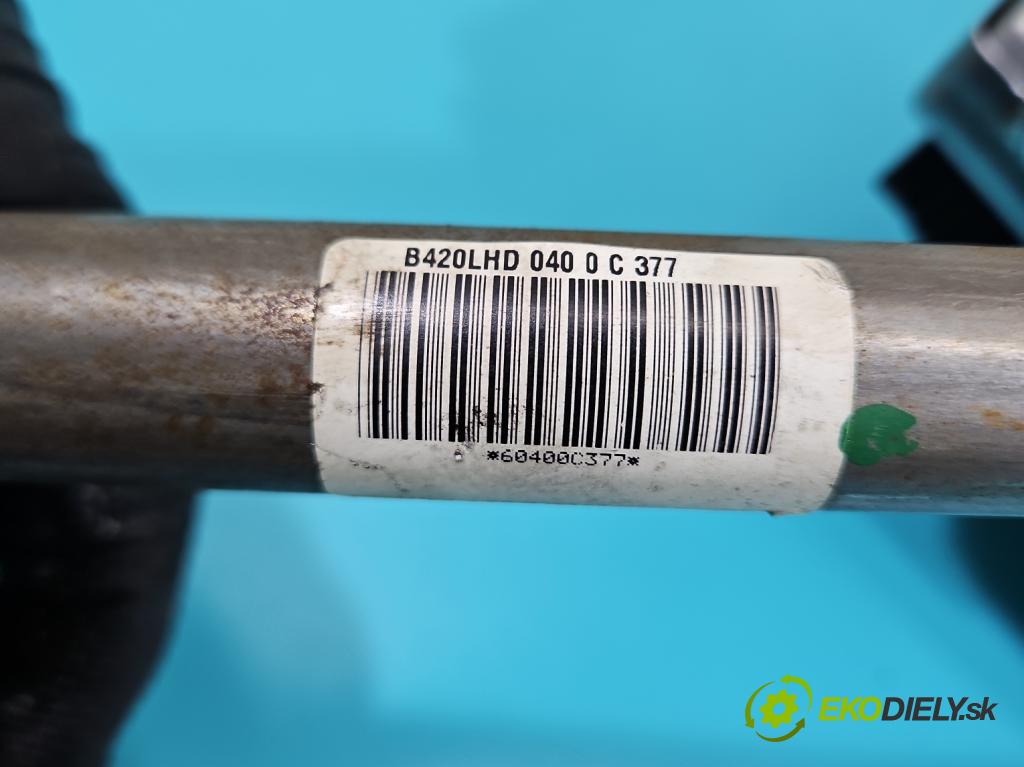 B420LHD 040 0 C 377
*60400C377*
EKODIELY.sk